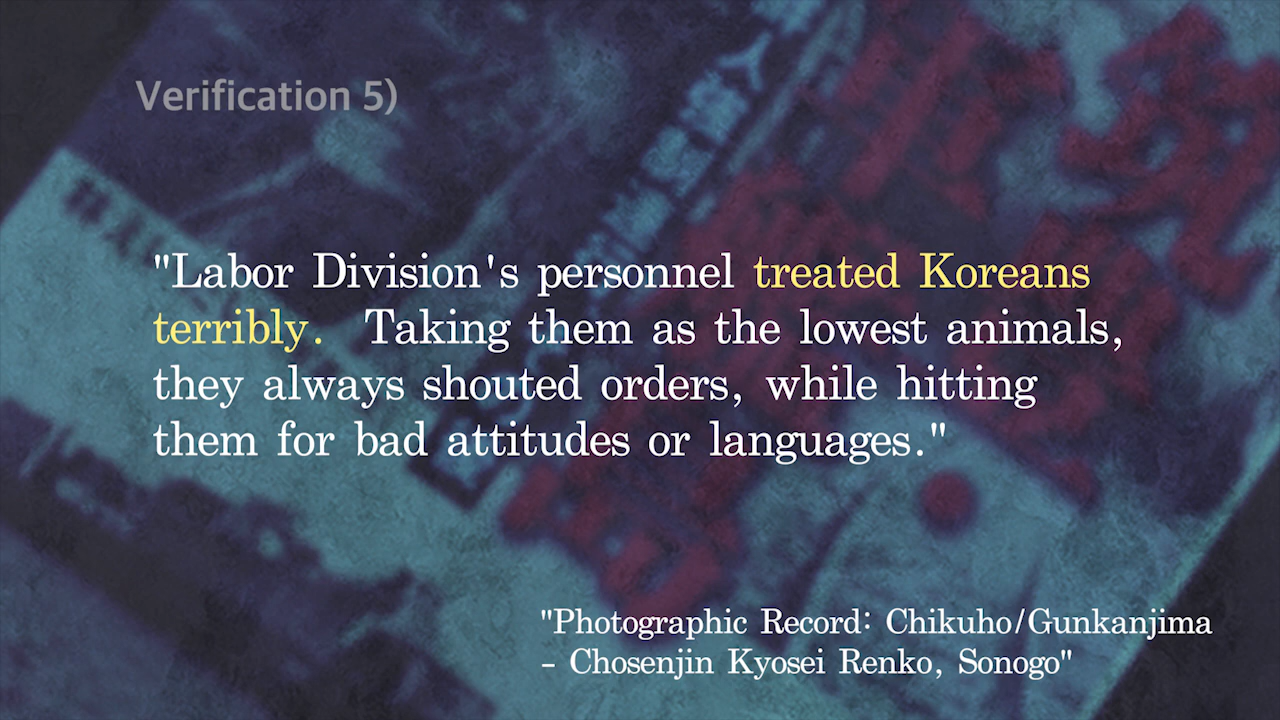 Verification 5)
"Labor Division's personnel treated Koreans
terribly. Taking them as the lowest animals,
they always shouted orders, while hitting
them for bad attitudes or languages."
"Photographic Record: Chikuho/Gunkanjima
- Chosenjin Kyosei Renko, Sonogo"